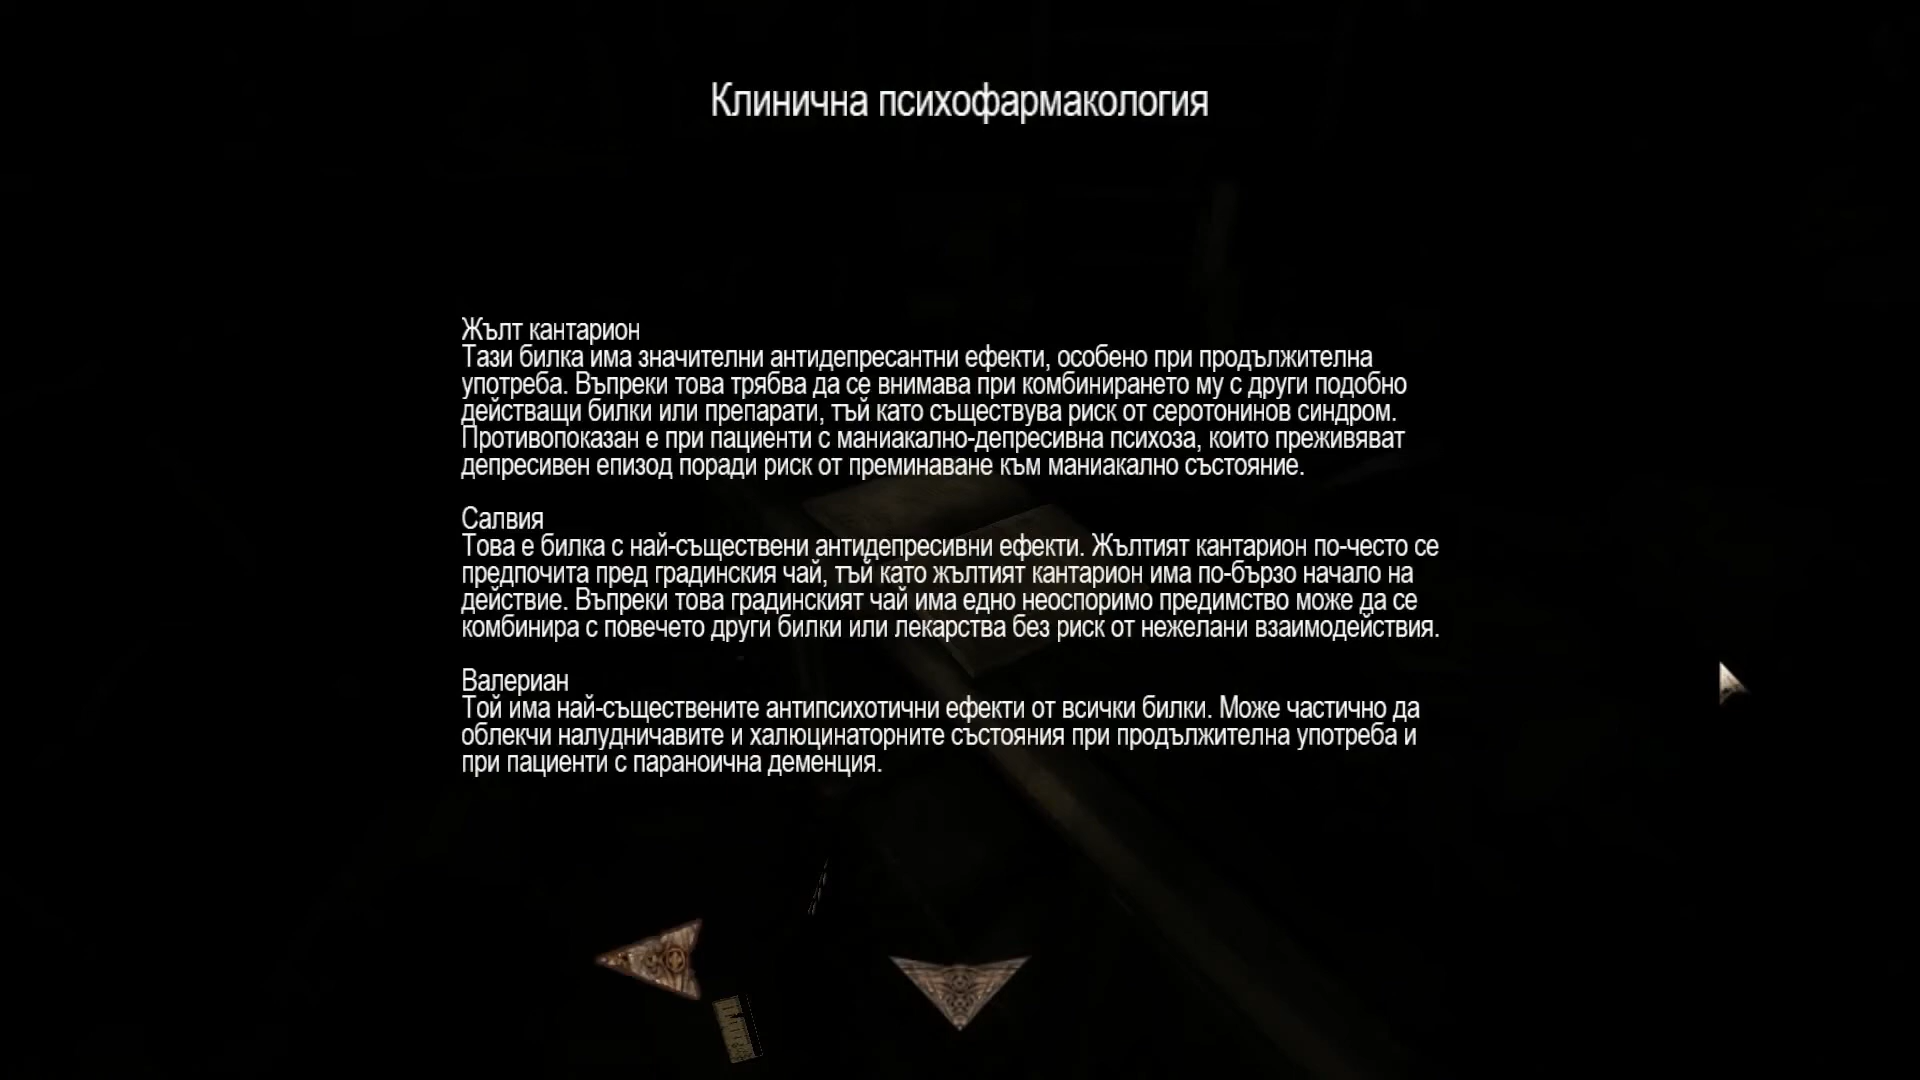 Клинична психофармакология
Жълт кантарион
Тази билка има значителни антидепресантни ефекти, особено при продължителна
употреба. Въпреки това трябва да се внимава при комбинирането му с други подобно
действащи билки или препарати, тъй като съществува риск от серотонинов синдром.
Противопоказан е при пациенти с маниакално-депресивна психоза, които преживяват
депресивен епизод поради риск от преминаване към маниакално състояние.
Салвия
Това е билка с най-съществени антидепресивни ефекти. Жълтият кантарион по-често се
предпочита пред градинския чай, тъй като жълтият кантарион има по-бързо начало на
действие. Въпреки това градинският чай има едно неоспоримо предимство може да се
комбинира с повечето други билки или лекарства без риск от нежелани взаимодействия.
Валериан
Той има най-съществените антипсихотични ефекти от всички билки. Може частично да
облекчи налудничавите и халюцинаторните състояния при продължителна употреба и
при пациенти с параноична деменция.